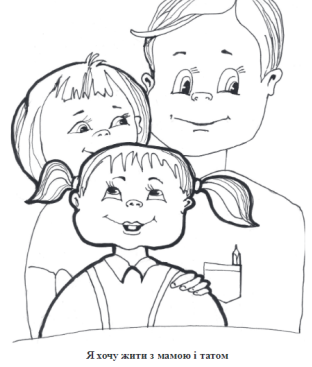 Я хочу жити з мамою і татом